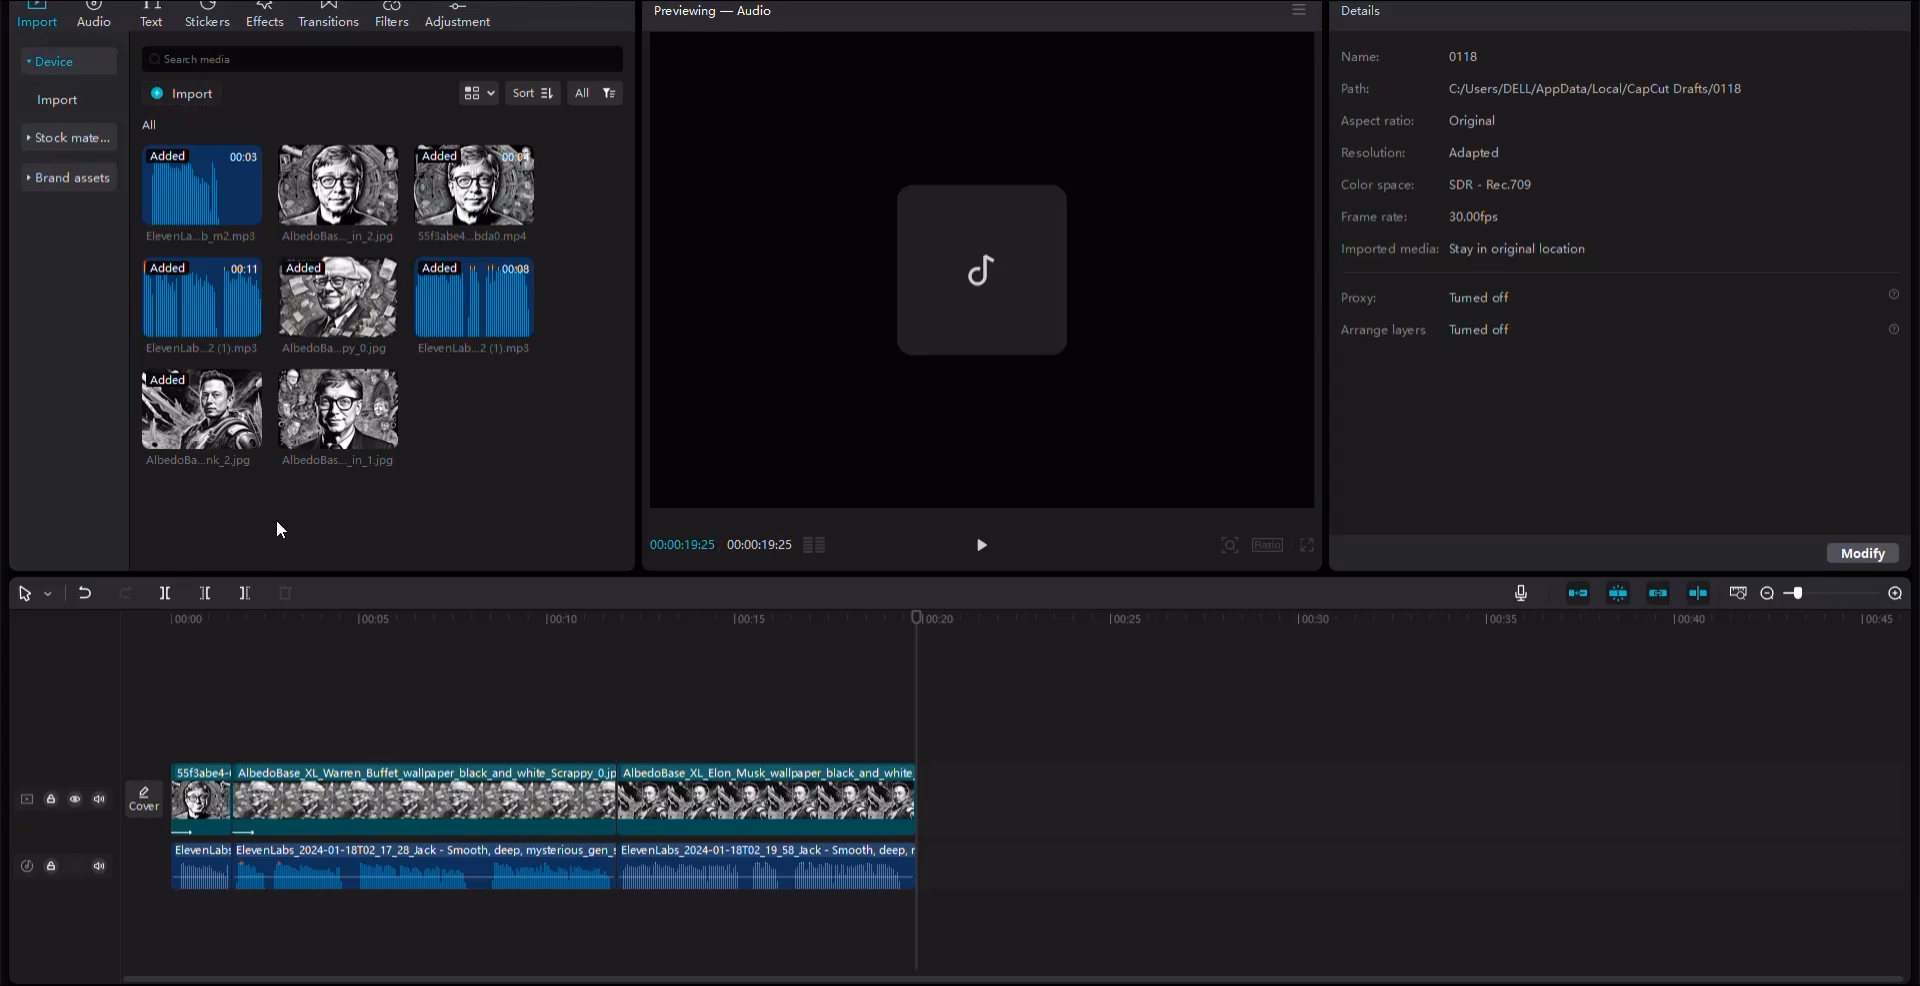 Import
Audio
Text
Stickers
Effects
Transitions
Filters
Adjustment
Device
Import
Stock mate...
Brand assets
Search media
Import
Sort
All
All
Added
00:03
ElevenLa...b_m2.mp3
AlbedoBas..._in_2.jpg
Added
55f3abe4...bda0.mp4
Added
00:11
ElevenLab...2 (1).mp3
Added
AlbedoBa...py_0.jpg
Added
00:08
ElevenLab...2 (1).mp3
Added
AlbedoBa...nk_2.jpg
AlbedoBas..._in_1.jpg
Previewing — Audio
00:00:19:25
00:00:19:25
Ratio
Details
Name: 0118
Path: C:/Users/DELL/AppData/Local/CapCut Drafts/0118
Aspect ratio: Original
Resolution: Adapted
Color space: SDR - Rec.709
Frame rate: 30.00fps
Imported media: Stay in original location
Proxy: Turned off
Arrange layers Turned off
Modify
00:00
00:05
00:10
00:15
00:20
00:25
00:30
00:35
00:40
00:45
Cover
55f3abe4-
AlbedoBase_XL_Warren_Buffet_wallpaper_black_and_white_Scrappy_0.jp
AlbedoBase_XL_Elon_Musk_wallpaper_black_and_white_
ElevenLabs
ElevenLabs_2024-01-18T02_17_28_Jack - Smooth, deep, mysterious_gen_s
ElevenLabs_2024-01-18T02_19_58_Jack - Smooth, deep, r